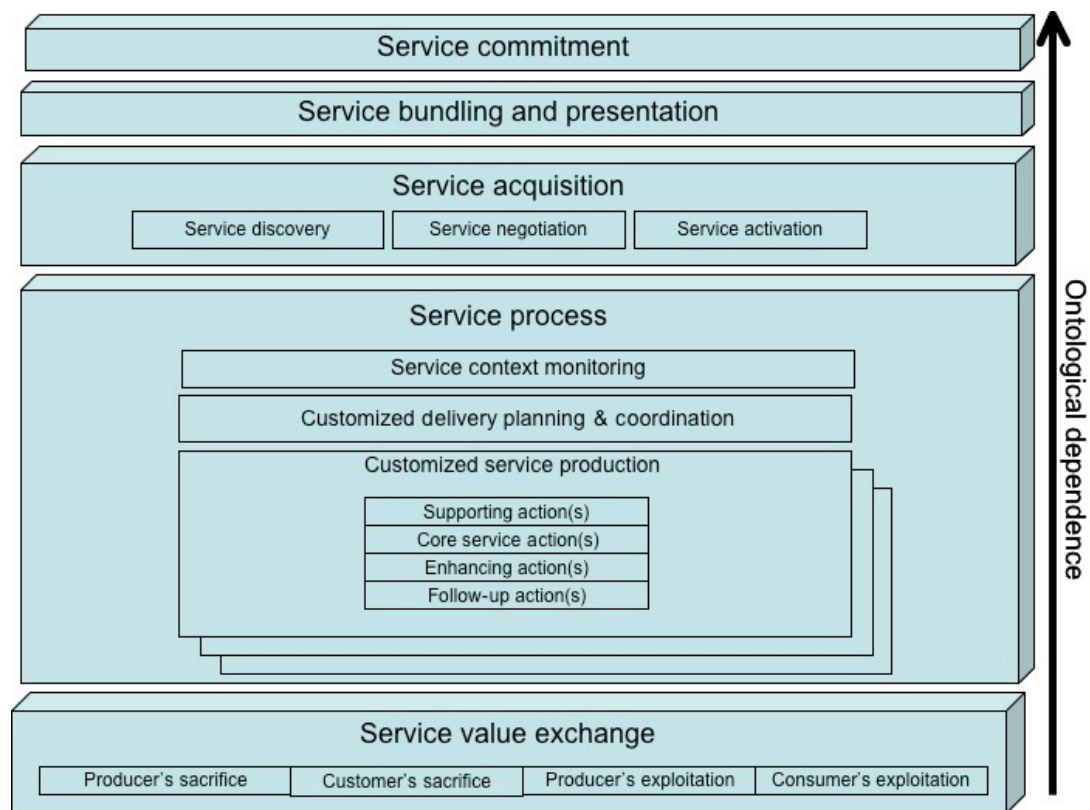 Service commitment
Service bundling and presentation
Service acquisition
Service discovery
Service negotiation
Service activation
Service process
Service context monitoring
Customized delivery planning & coordination
Customized service production
Supporting action(s)
Core service action(s)
Enhancing action(s)
Follow-up action(s)
Service value exchange
Producer's sacrifice
Customer's sacrifice
Producer's exploitation
Consumer's exploitation
Ontological dependence